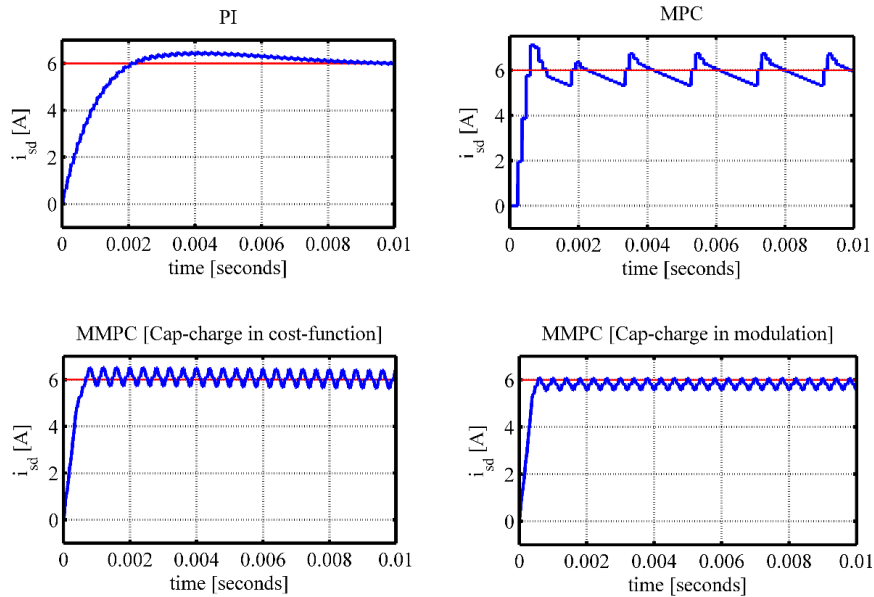 PI
6
4
2
0
i_sd [A]
0 0.002 0.004 0.006 0.008 0.01
time [seconds]
MPC
6
4
2
0
i_sd [A]
0 0.002 0.004 0.006 0.008 0.01
time [seconds]
MMPC [Cap-charge in cost-function]
6
4
2
0
i_sd [A]
0 0.002 0.004 0.006 0.008 0.01
time [seconds]
MMPC [Cap-charge in modulation]
6
4
2
0
i_sd [A]
0 0.002 0.004 0.006 0.008 0.01
time [seconds]